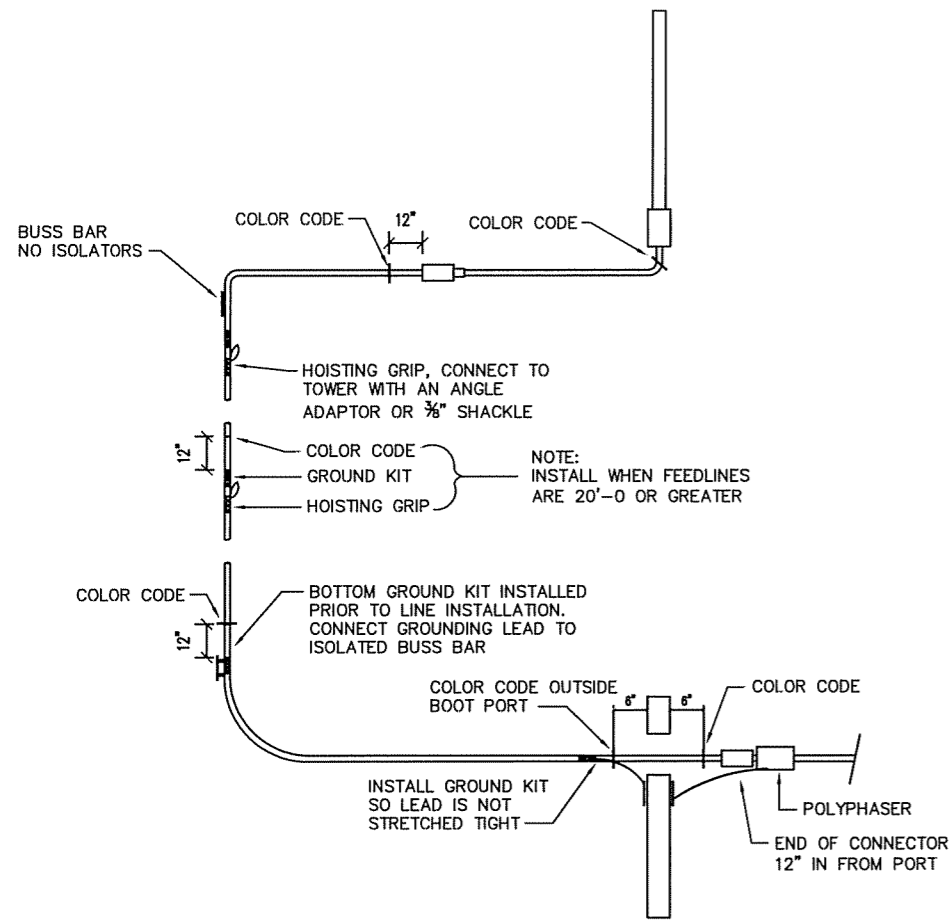 COLOR CODE
12"
COLOR CODE
BUSS BAR
NO ISOLATORS
HOISTING GRIP, CONNECT TO
TOWER WITH AN ANGLE
ADAPTOR OR ⅜" SHACKLE
12"
COLOR CODE
GROUND KIT
HOISTING GRIP
NOTE:
INSTALL WHEN FEEDLINES
ARE 20'-0 OR GREATER
COLOR CODE
12"
BOTTOM GROUND KIT INSTALLED
PRIOR TO LINE INSTALLATION.
CONNECT GROUNDING LEAD TO
ISOLATED BUSS BAR
COLOR CODE OUTSIDE
BOOT PORT
6"
6"
COLOR CODE
INSTALL GROUND KIT
SO LEAD IS NOT
STRETCHED TIGHT
POLYPHASER
END OF CONNECTOR
12" IN FROM PORT